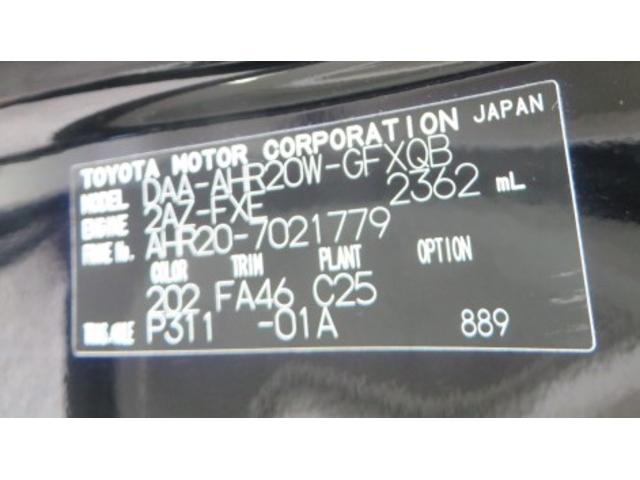 TOYOTA MOTOR CORPORATION JAPAN
MODEL DAA-AHR20W-GFXQB
ENGINE 2AZ-FXE 2362 mL
FRAME No. AHR20-7021779
COLOR TRIM PLANT OPTION
202 FA46 C25
TRANS/AXLE P311 -01A 889